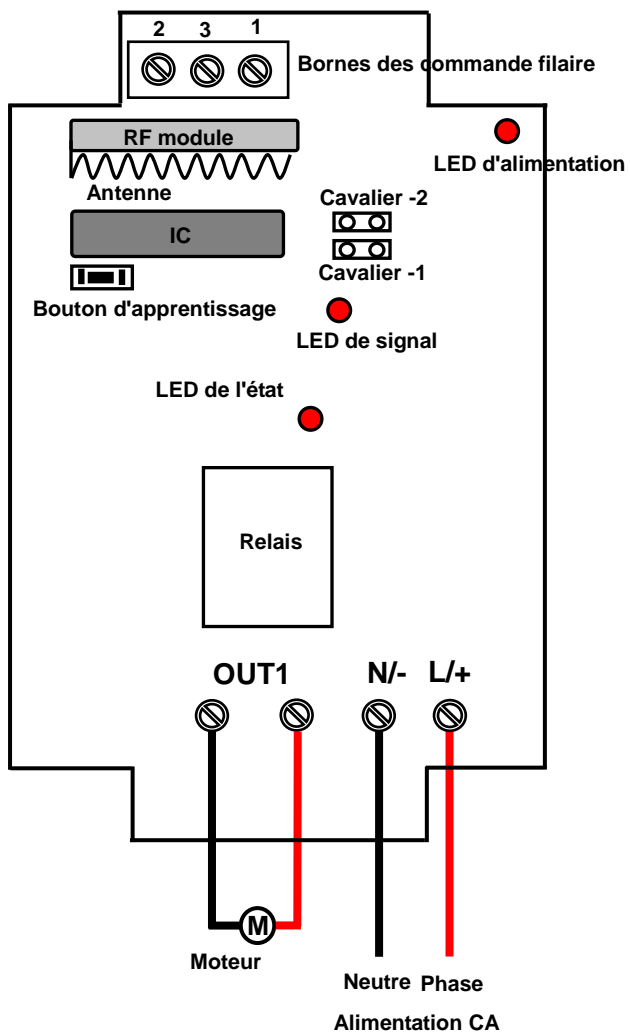 2 3 1
Bornes des commande filaire
RF module
LED d'alimentation
Antenne
Cavalier -2
IC
Cavalier -1
Bouton d'apprentissage
LED de signal
LED de l'état
Relais
OUT1 N/- L/+
M
Moteur
Neutre Phase
Alimentation CA